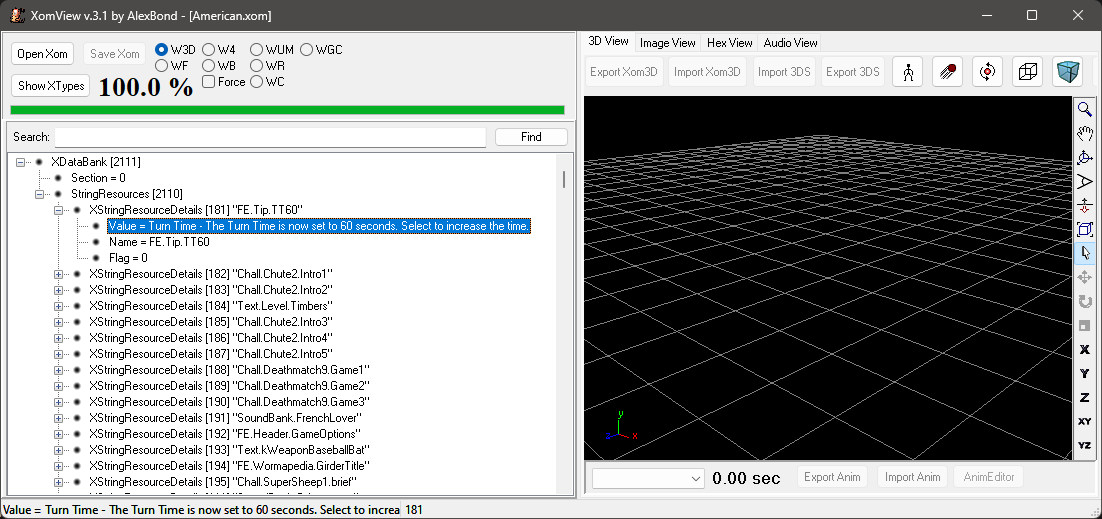 XomView v.3.1 by AlexBond - [American.xom]
Open Xom
Save Xom
W3D
W4
WUM
WGC
WF
WB
WR
Show XTypes
100.0 %
Force
WC
Search:
Find
XDataBank [2111]
Section = 0
StringResources [2110]
XStringResourceDetails [181] "FE.Tip.TT60"
Value = Turn Time - The Turn Time is now set to 60 seconds. Select to increase the time.
Name = FE.Tip.TT60
Flag = 0
XStringResourceDetails [182] "Chall.Chute2.Intro1"
XStringResourceDetails [183] "Chall.Chute2.Intro2"
XStringResourceDetails [184] "Text.Level.Timbers"
XStringResourceDetails [185] "Chall.Chute2.Intro3"
XStringResourceDetails [186] "Chall.Chute2.Intro4"
XStringResourceDetails [187] "Chall.Chute2.Intro5"
XStringResourceDetails [188] "Chall.Deathmatch9.Game1"
XStringResourceDetails [189] "Chall.Deathmatch9.Game2"
XStringResourceDetails [190] "Chall.Deathmatch9.Game3"
XStringResourceDetails [191] "SoundBank.FrenchLover"
XStringResourceDetails [192] "FE.Header.GameOptions"
XStringResourceDetails [193] "Text.kWeaponBaseballBat"
XStringResourceDetails [194] "FE.Wormapedia.GirderTitle"
XStringResourceDetails [195] "Chall.SuperSheep1.brief"
3D View
Image View
Hex View
Audio View
Export Xom3D
Import Xom3D
Import 3DS
Export 3DS
y
x
X
Y
Z
XY
YZ
0.00 sec
Export Anim
Import Anim
AnimEditor
Value = Turn Time - The Turn Time is now set to 60 seconds. Select to increa
181